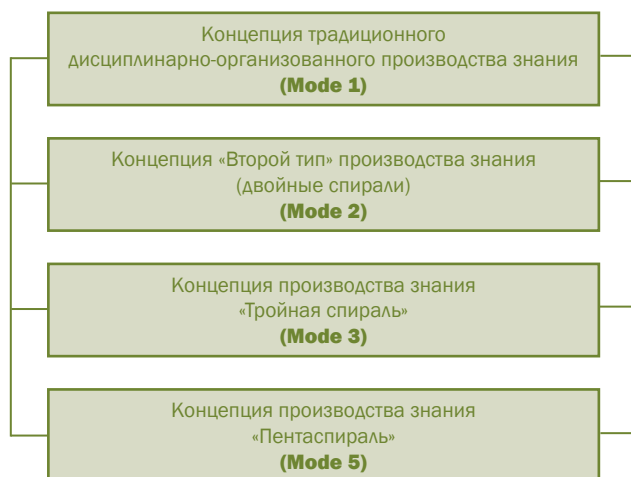 Концепция традиционного
дисциплинарно-организованного производства знания
(Mode 1)
Концепция «Второй тип» производства знания
(двойные спирали)
(Mode 2)
Концепция производства знания
«Тройная спираль»
(Mode 3)
Концепция производства знания
«Пентаспираль»
(Mode 5)